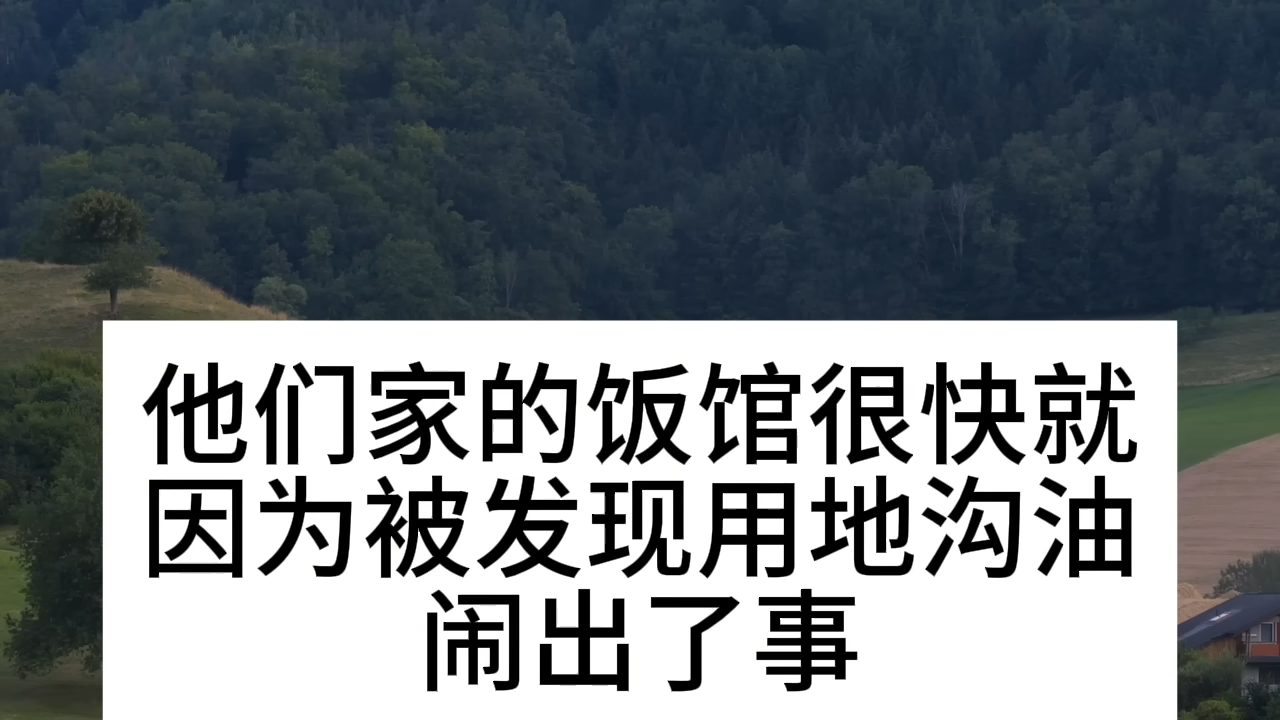 他们家的饭馆很快就
因为被发现用地沟油
闹出了事